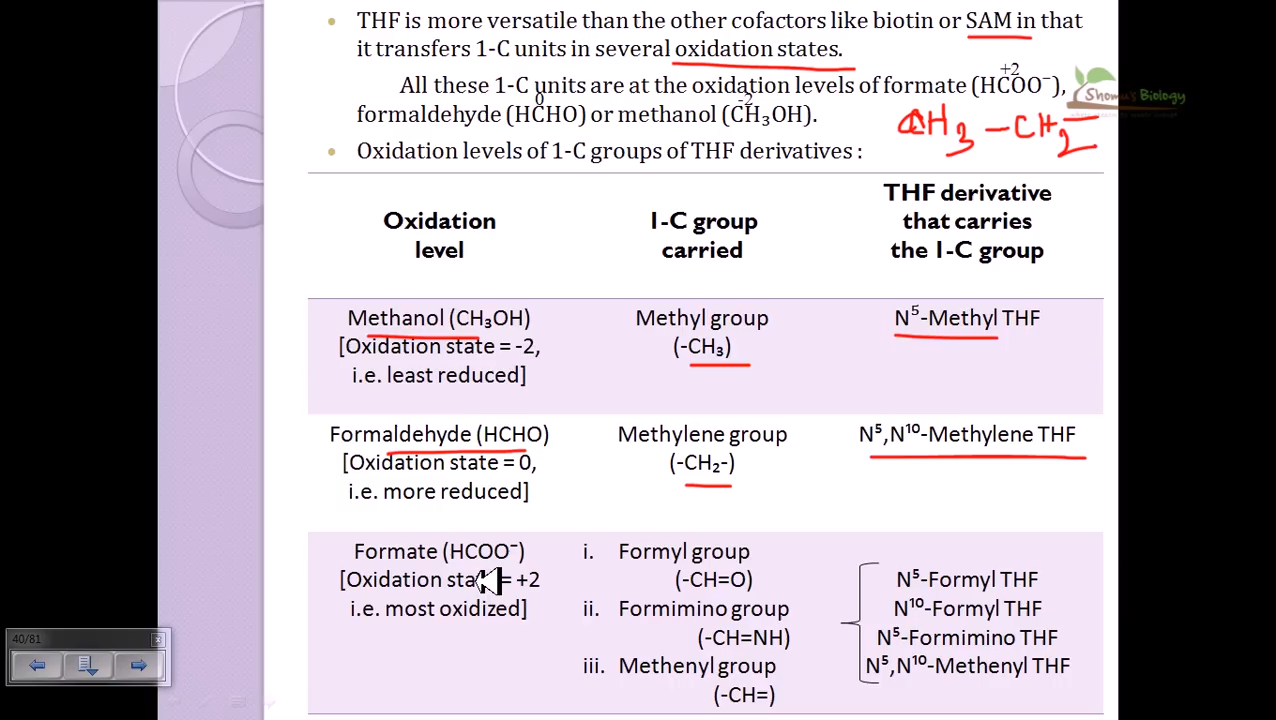 THF is more versatile than the other cofactors like biotin or SAM in that
it transfers 1-C units in several oxidation states.
+2
All these 1-C units are at the oxidation levels of formate (HCOO⁻),
0 -2
formaldehyde (HCHO) or methanol (CH₃OH).
Shomu's Biology
CH3 - CH2
Oxidation levels of 1-C groups of THF derivatives :
Oxidation level
1-C group carried
THF derivative that carries the 1-C group
Methanol (CH₃OH) Methyl group N⁵-Methyl THF
[Oxidation state = -2, (-CH₃)
i.e. least reduced]
Formaldehyde (HCHO) Methylene group N⁵,N¹⁰-Methylene THF
[Oxidation state = 0, (-CH₂-)
i.e. more reduced]
Formate (HCOO⁻) i. Formyl group
[Oxidation sta = +2 (-CH=O) N⁵-Formyl THF
i.e. most oxidized] ii. Formimino group N¹⁰-Formyl THF
(-CH=NH) N⁵-Formimino THF
iii. Methenyl group N⁵,N¹⁰-Methenyl THF
(-CH=)
40/81